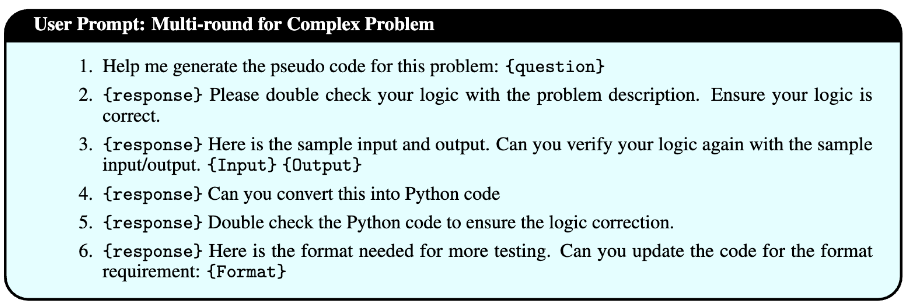 User Prompt: Multi-round for Complex Problem
1. Help me generate the pseudo code for this problem: {question}
2. {response} Please double check your logic with the problem description. Ensure your logic is
correct.
3. {response} Here is the sample input and output. Can you verify your logic again with the sample
input/output. {Input} {Output}
4. {response} Can you convert this into Python code
5. {response} Double check the Python code to ensure the logic correction.
6. {response} Here is the format needed for more testing. Can you update the code for the format
requirement: {Format}